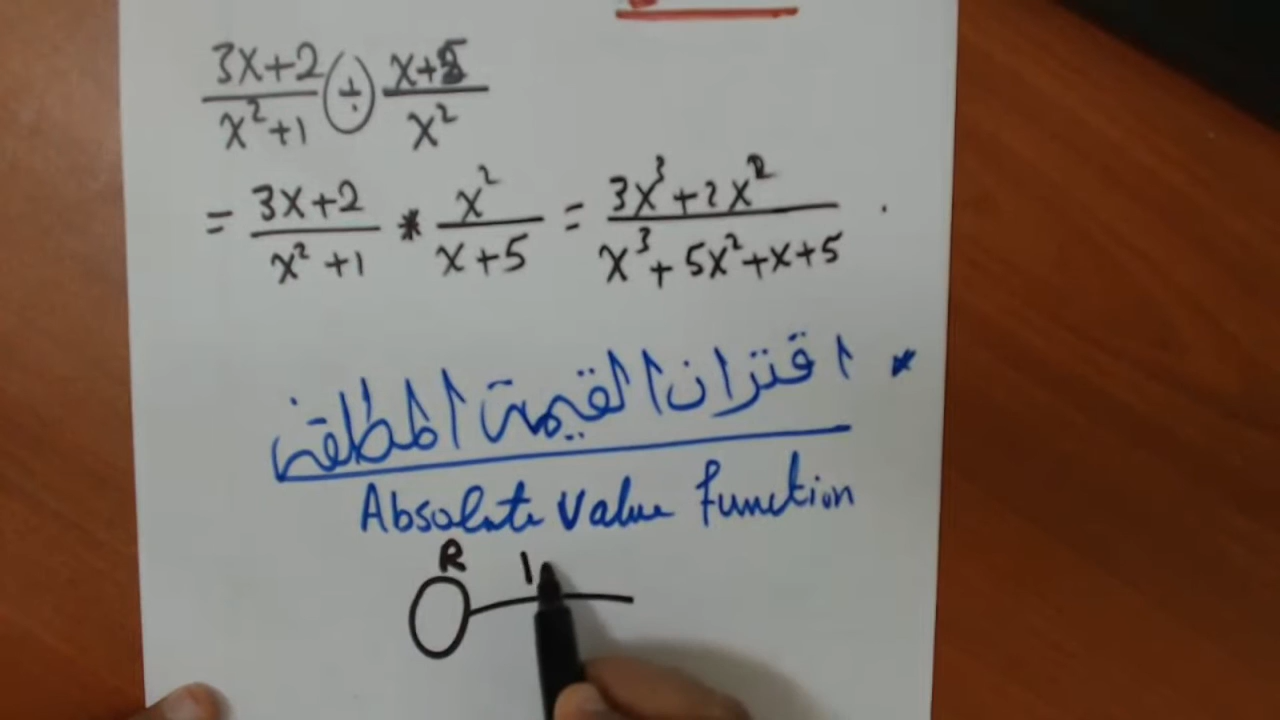 (3x+2)/(x²+1) ÷ (x+5)/x²
= (3x+2)/(x²+1) * x²/(x+5) = (3x³+2x²)/(x³+5x²+x+5) .
* اقتران القيمة المطلقة
Absolute Value function
R |